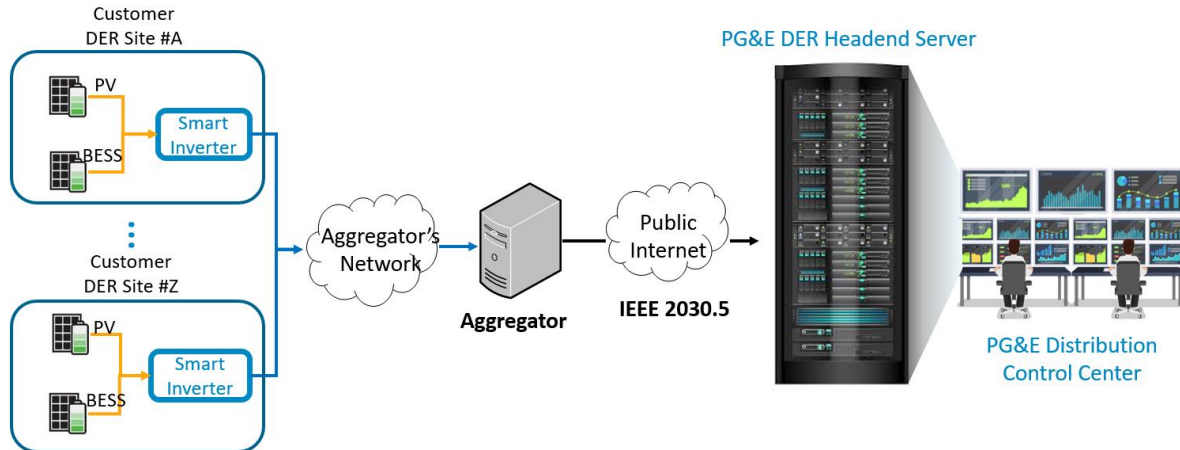 Customer
DER Site #A
PV
BESS
Smart
Inverter
Customer
DER Site #Z
PV
BESS
Smart
Inverter
Aggregator's
Network
Aggregator
Public
Internet
IEEE 2030.5
PG&E DER Headend Server
PG&E Distribution
Control Center